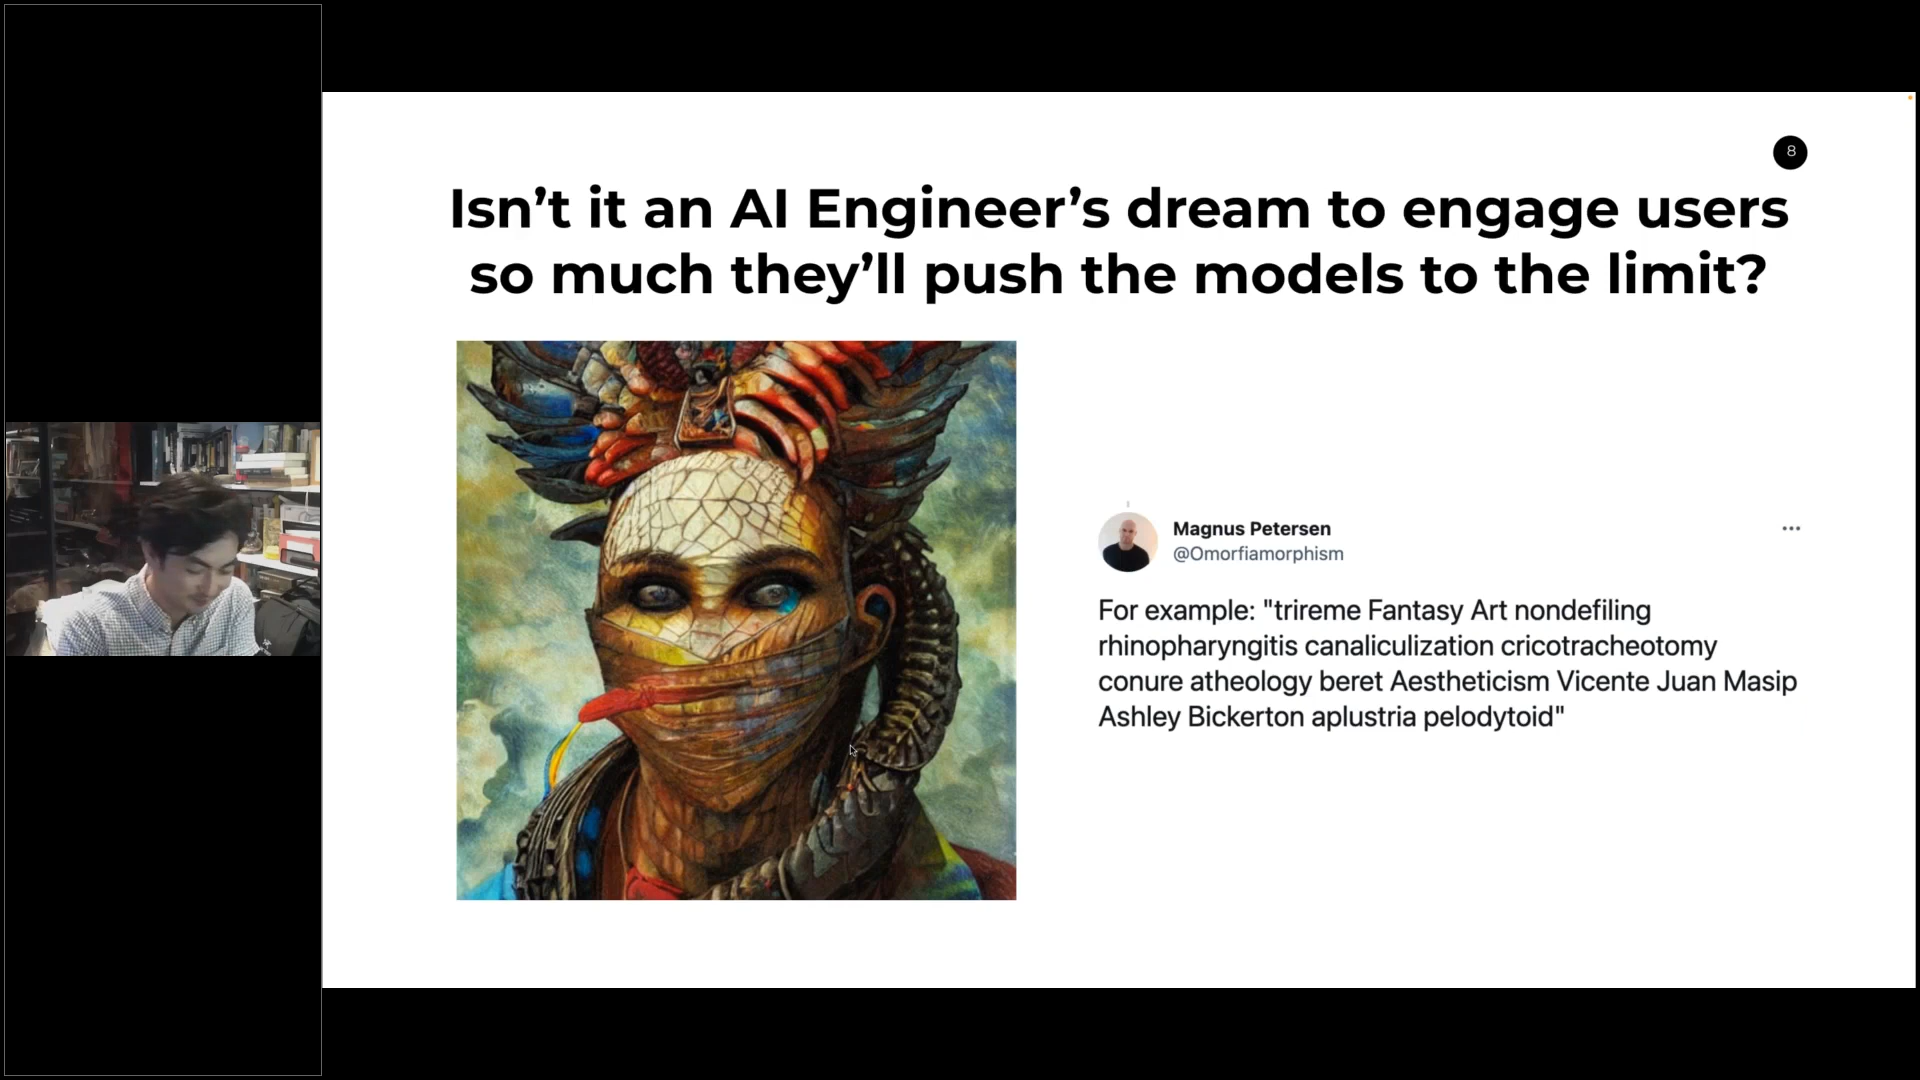 8
Isn’t it an AI Engineer’s dream to engage users
so much they’ll push the models to the limit?
Magnus Petersen
@Omorfiamorphism
For example: "trireme Fantasy Art nondefiling
rhinopharyngitis canaliculization cricotracheotomy
conure atheology beret Aestheticism Vicente Juan Masip
Ashley Bickerton aplustria pelodytoid"